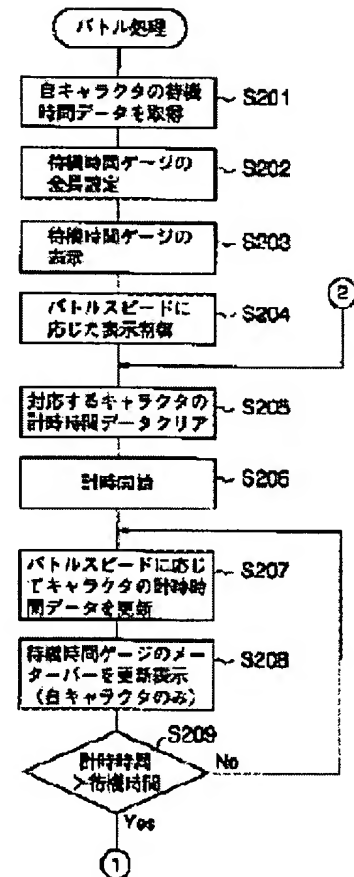 バトル処理
自キャラクタの待機
時間データを取得
S201
待機時間ゲージの
全長設定
S202
待機時間ゲージの
表示
S203
バトルスピードに
応じた表示制御
S204
②
対応するキャラクタの
計時時間データクリア
S205
計時開始
S206
バトルスピードに応じ
てキャラクタの計時時
間データを更新
S207
待機時間ゲージのメー
ターバーを更新表示
(自キャラクタのみ)
S208
S209
計時時間
>待機時間
No
Yes
①